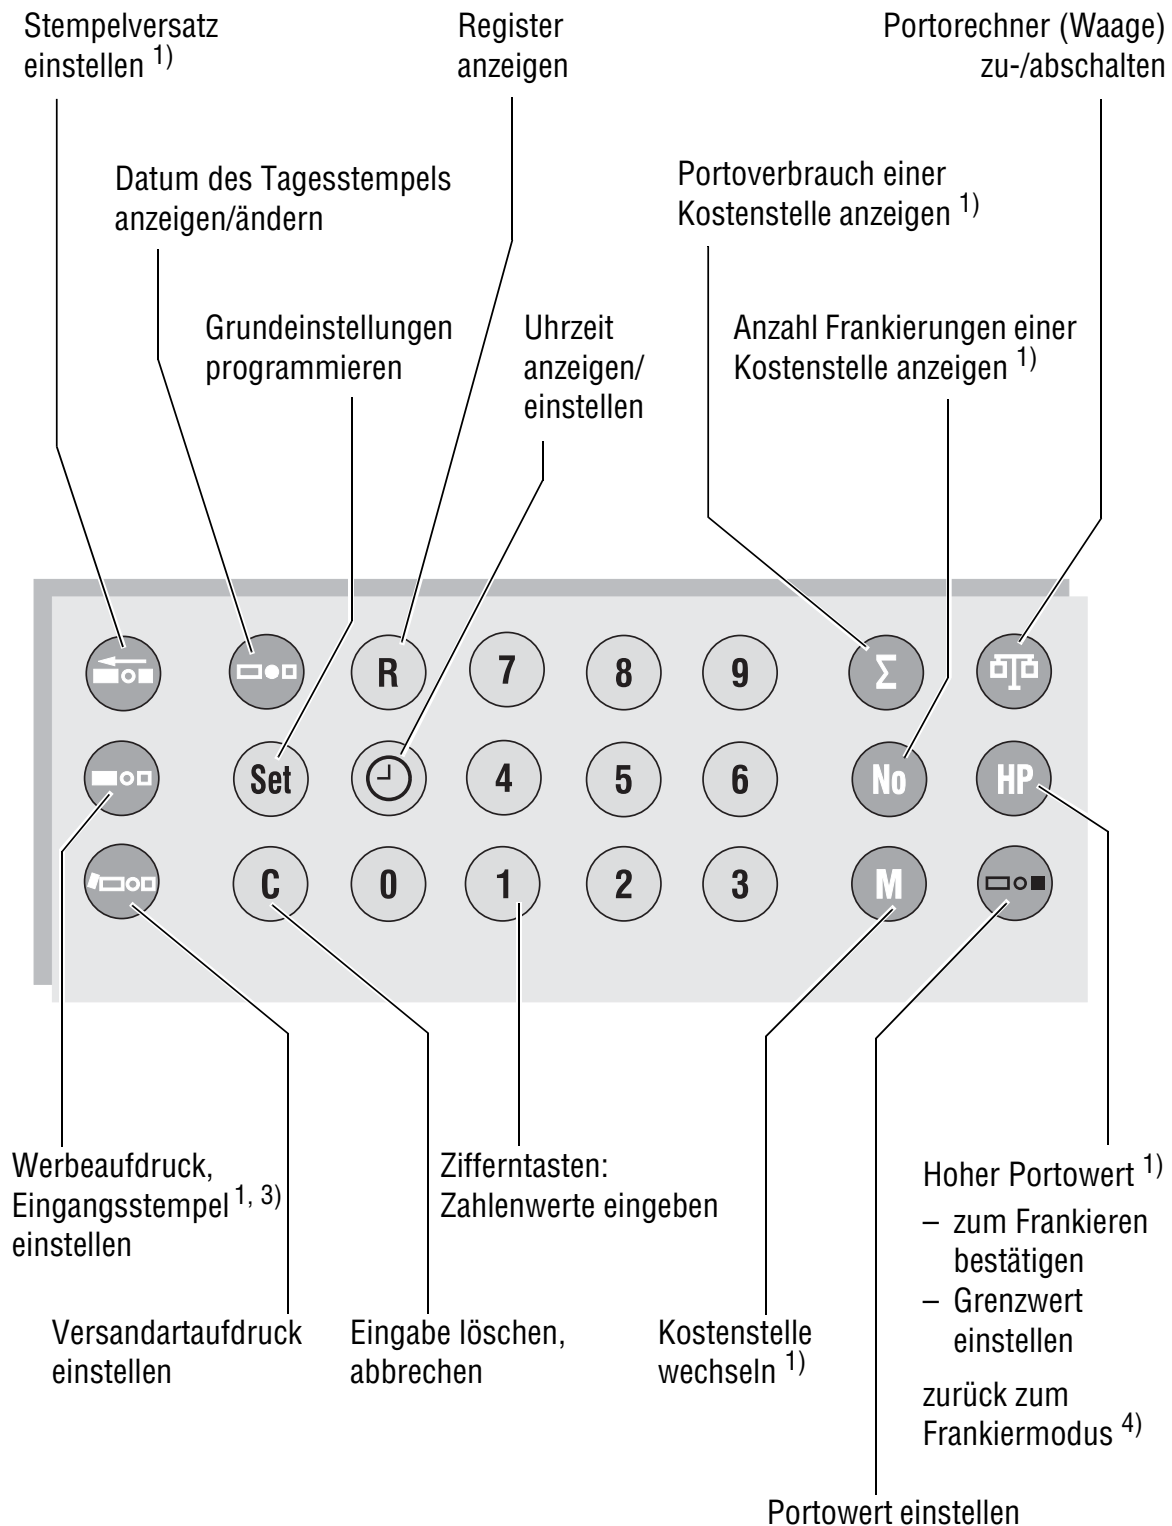 Stempelversatz
einstellen 1)
Register
anzeigen
Portorechner (Waage)
zu-/abschalten
Datum des Tagesstempels
anzeigen/ändern
Portoverbrauch einer
Kostenstelle anzeigen 1)
Grundeinstellungen
programmieren
Uhrzeit
anzeigen/
einstellen
Anzahl Frankierungen einer
Kostenstelle anzeigen 1)
R 7 8 9 Σ
Set 4 5 6 No HP
C 0 1 2 3 M
Werbeaufdruck,
Eingangsstempel 1, 3)
einstellen
Zifferntasten:
Zahlenwerte eingeben
Hoher Portowert 1)
– zum Frankieren
bestätigen
– Grenzwert
einstellen
zurück zum
Frankiermodus 4)
Versandartaufdruck
einstellen
Eingabe löschen,
abbrechen
Kostenstelle
wechseln 1)
Portowert einstellen